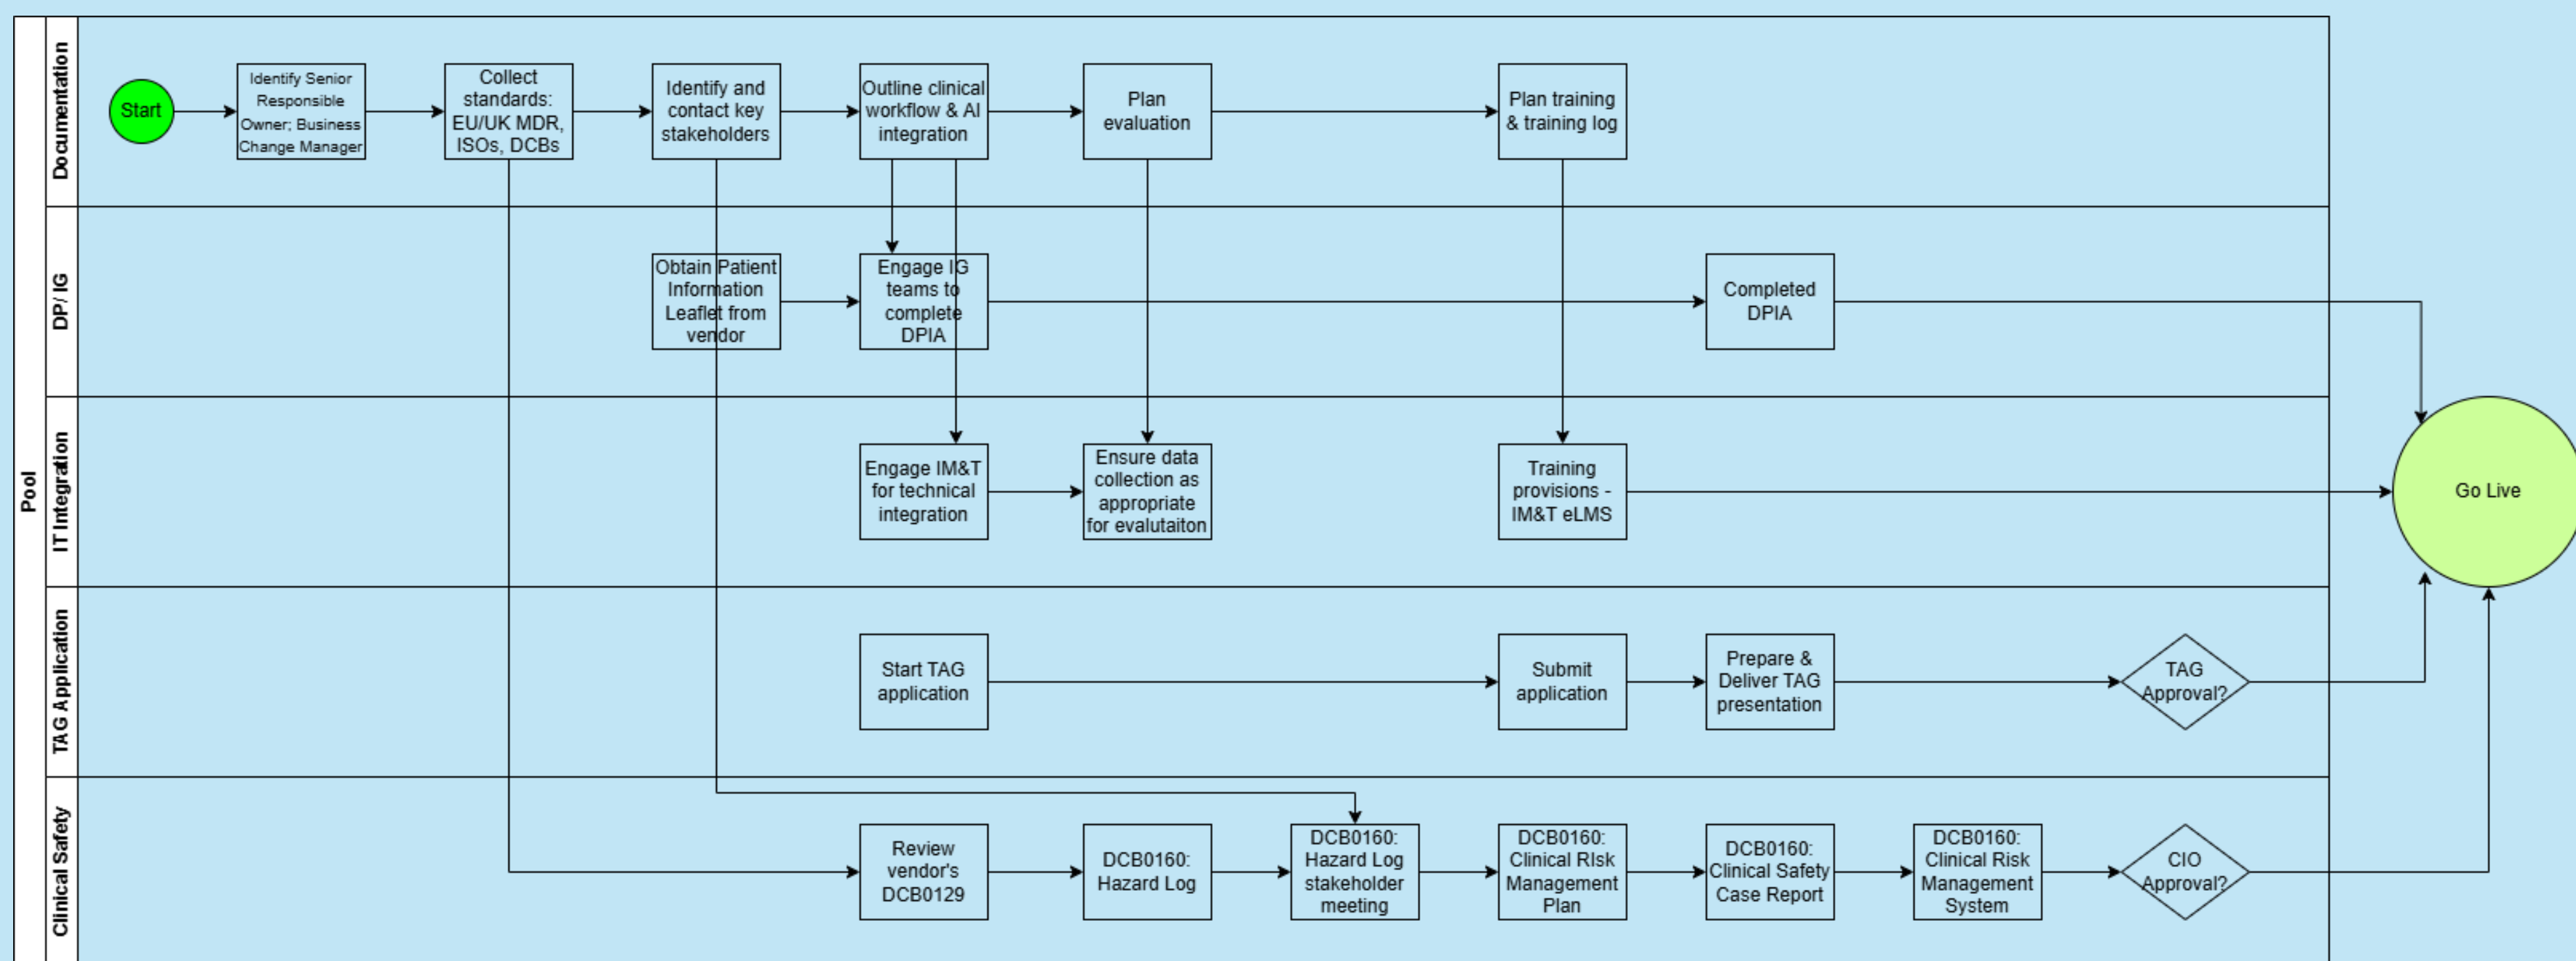 Pool
Documentation
Start
Identify Senior
Responsible
Owner; Business
Change Manager
Collect
standards:
EU/UK MDR,
ISOs, DCBs
Identify and
contact key
stakeholders
Outline clinical
workflow & AI
integration
Plan
evaluation
Plan training
& training log
DP/ IG
Obtain Patient
Information
Leaflet from
vendor
Engage IG
teams to
complete
DPIA
Completed
DPIA
IT Integration
Engage IM&T
for technical
integration
Ensure data
collection as
appropriate
for evalutaiton
Training
provisions -
IM&T eLMS
Go Live
TAG Application
Start TAG
application
Submit
application
Prepare &
Deliver TAG
presentation
TAG
Approval?
Clinical Safety
Review
vendor's
DCB0129
DCB0160:
Hazard Log
DCB0160:
Hazard Log
stakeholder
meeting
DCB0160:
Clinical RIsk
Management
Plan
DCB0160:
Clinical Safety
Case Report
DCB0160:
Clinical Risk
Management
System
CIO
Approval?